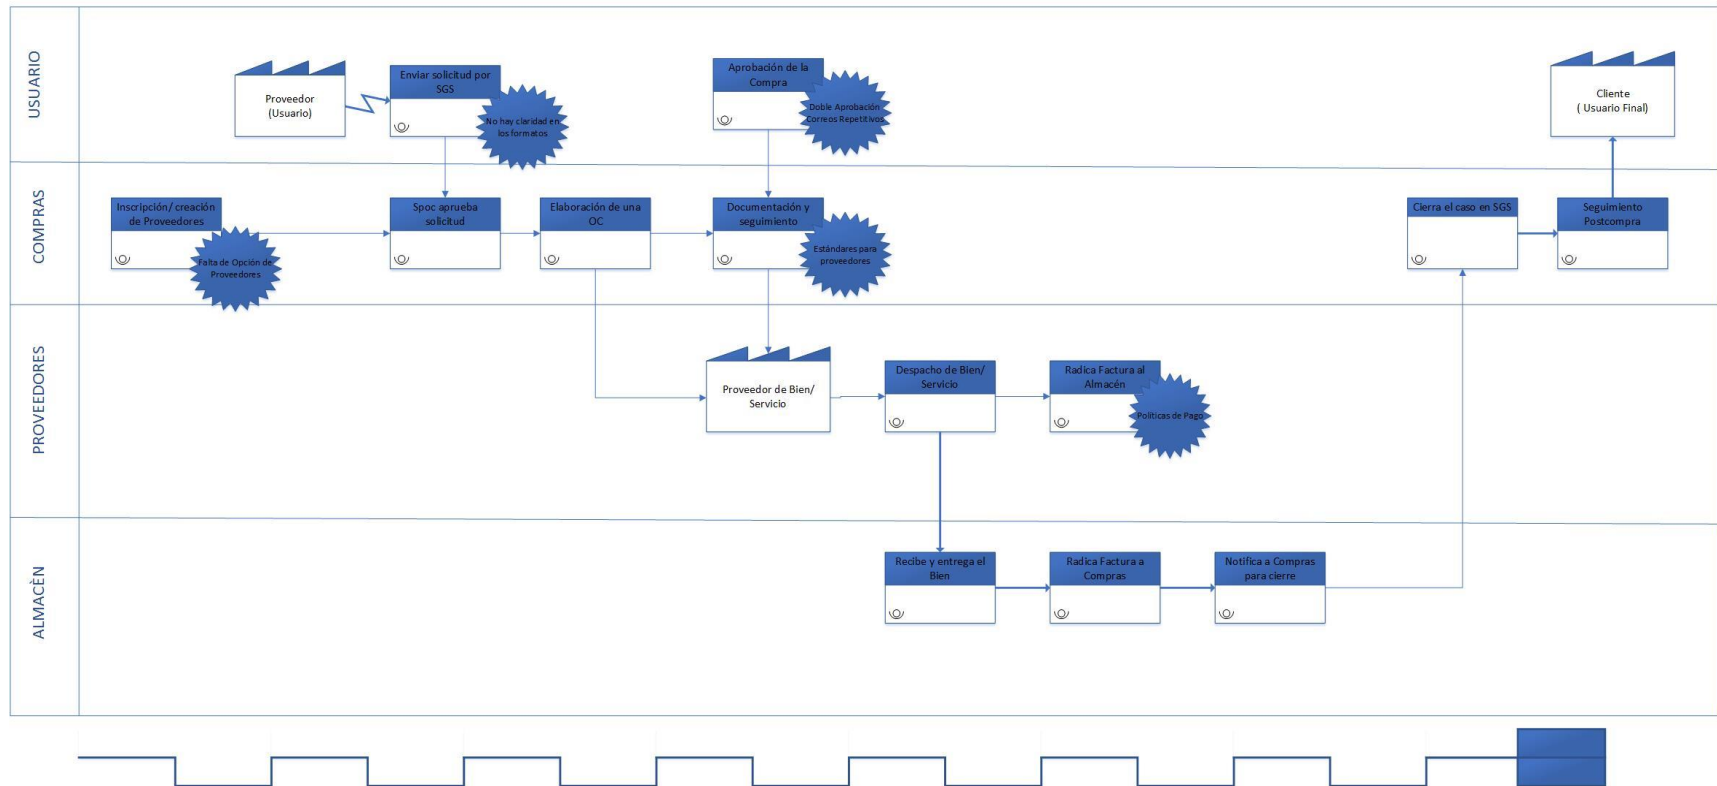 USUARIO
Proveedor
(Usuario)
Enviar solicitud por
SGS
No hay claridad en
los formatos
Aprobación de la
Compra
Doble Aprobación
Correos Repetitivos
Cliente
( Usuario Final)
COMPRAS
Inscripción/ creación
de Proveedores
Falta de Opción de
Proveedores
Spoc aprueba
solicitud
Elaboración de una
OC
Documentación y
seguimiento
Estándares para
proveedores
Cierra el caso en SGS
Seguimiento
Postcompra
PROVEEDORES
Proveedor de Bien/
Servicio
Despacho de Bien/
Servicio
Radica Factura al
Almacén
Políticas de Pago
ALMACÈN
Recibe y entrega el
Bien
Radica Factura a
Compras
Notifica a Compras
para cierre